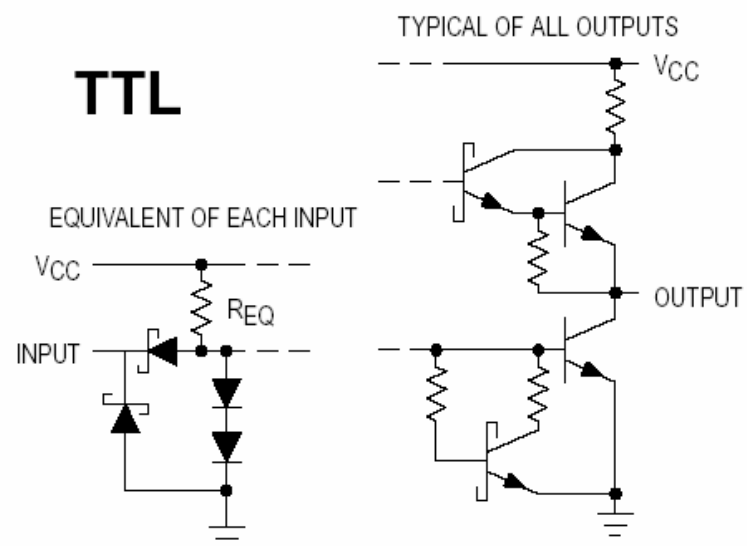 TYPICAL OF ALL OUTPUTS
VCC
TTL
EQUIVALENT OF EACH INPUT
VCC
REQ
OUTPUT
INPUT